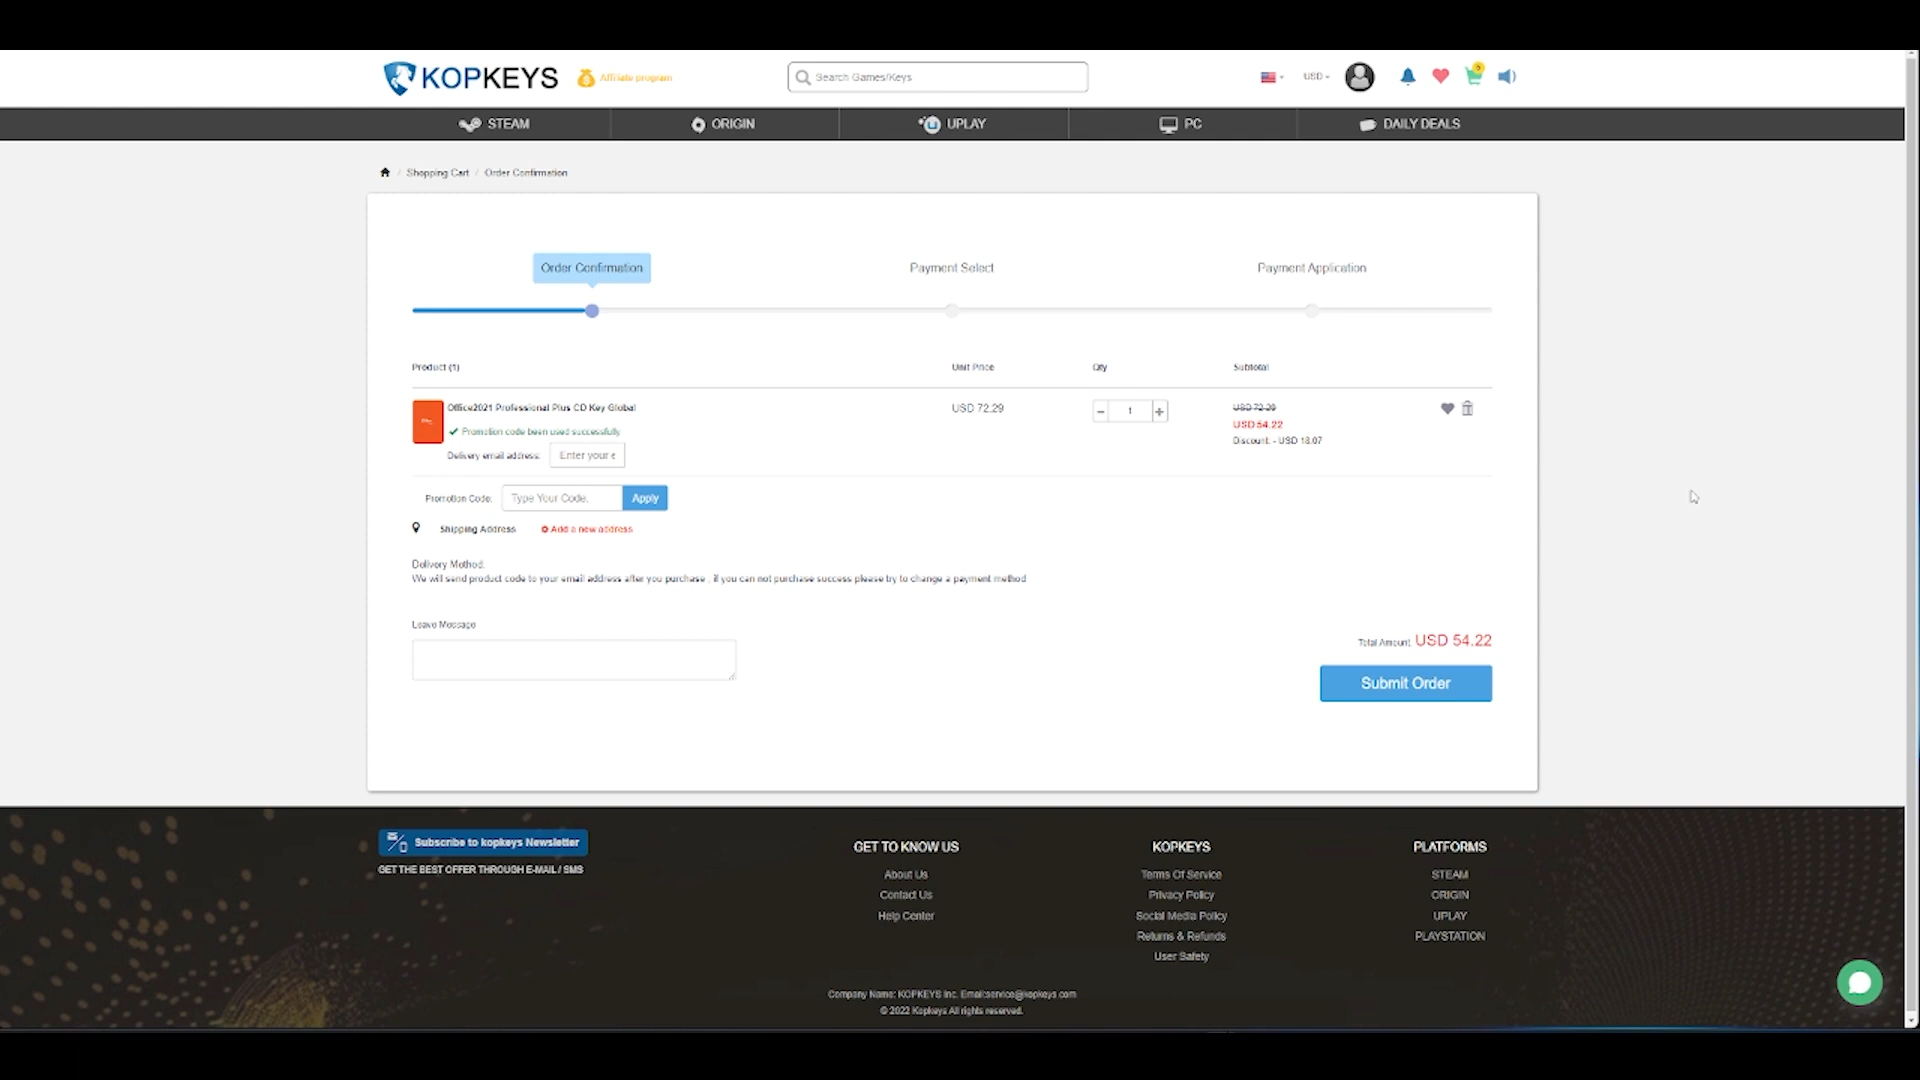 KOPKEYS
Affiliate program
Search Games/Keys
USD
STEAM
ORIGIN
UPLAY
PC
DAILY DEALS
/ Shopping Cart / Order Confirmation
Order Confirmation
Payment Select
Payment Application
Product (1)
Unit Price
Qty
Subtotal
Office2021 Professional Plus CD Key Global
USD 72.29
1
USD 72.29
Promotion code been used successfully
USD 54.22
Discount: - USD 18.07
Delivery email address:
Enter your e
Promotion Code:
Type Your Code.
Apply
Shipping Address
Add a new address
Delivery Method:
We will send product code to your email address after you purchase , if you can not purchase success please try to change a payment method
Leave Message
Total Amount: USD 54.22
Submit Order
Subscribe to kopkeys Newsletter
GET THE BEST OFFER THROUGH E-MAIL / SMS
GET TO KNOW US
About Us
Contact Us
Help Center
KOPKEYS
Terms Of Service
Privacy Policy
Social Media Policy
Returns & Refunds
User Safety
PLATFORMS
STEAM
ORIGIN
UPLAY
PLAYSTATION
Company Name: KOPKEYS Inc. Email:service@kopkeys.com
© 2022 Kopkeys All rights reserved.